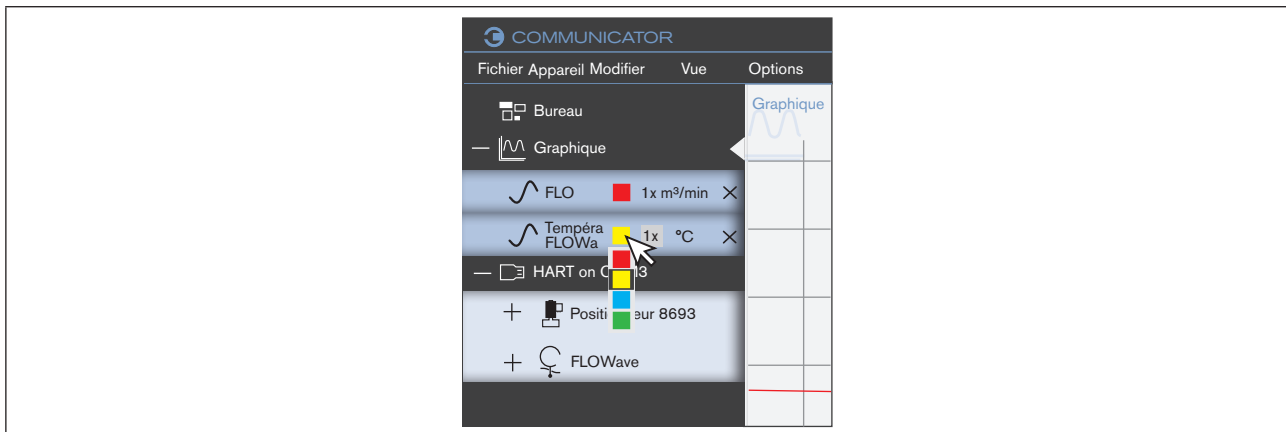 COMMUNICATOR
Fichier Appareil Modifier Vue Options
Bureau
Graphique
Graphique
FLO 1x m³/min
Tempéra
FLOWa 1x °C
HART on
Positi eur 8693
FLOWave